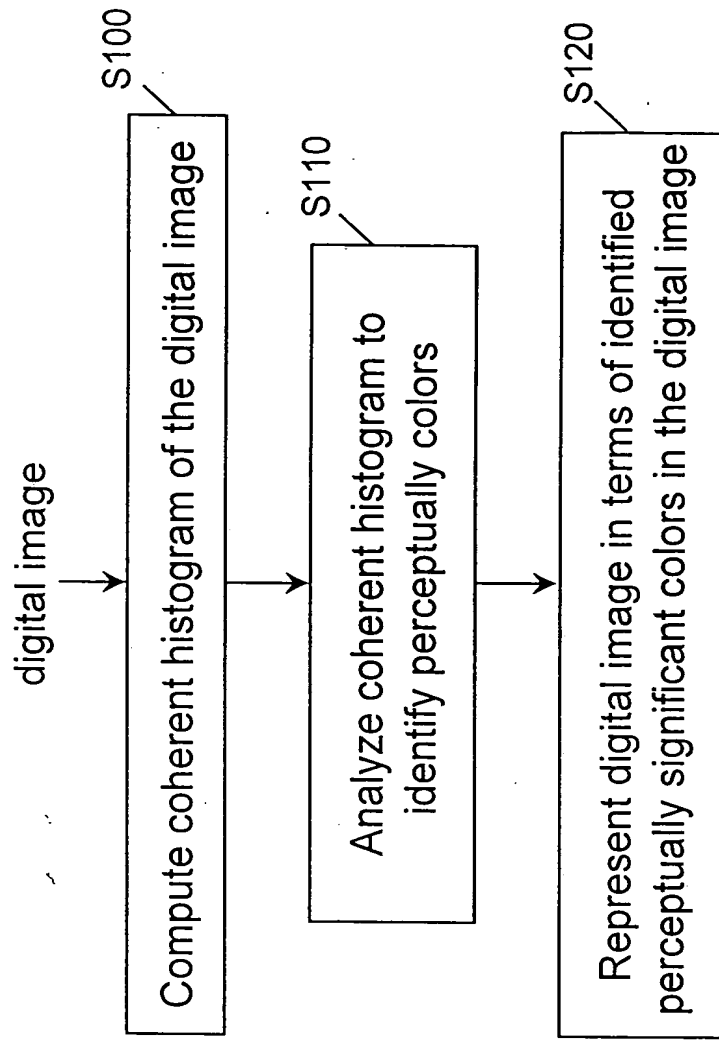 digital image
S100
Compute coherent histogram of the digital image
S110
Analyze coherent histogram to
identify perceptually colors
S120
Represent digital image in terms of identified
perceptually significant colors in the digital image